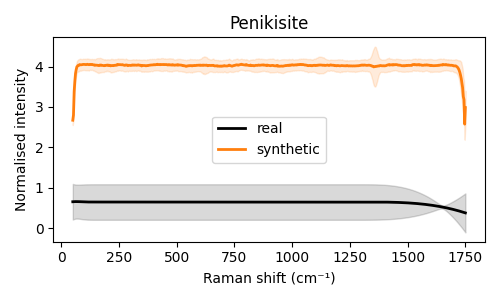 Penikisite
Normalised intensity
4
3
2
1
0
real
synthetic
0 250 500 750 1000 1250 1500 1750
Raman shift (cm⁻¹)